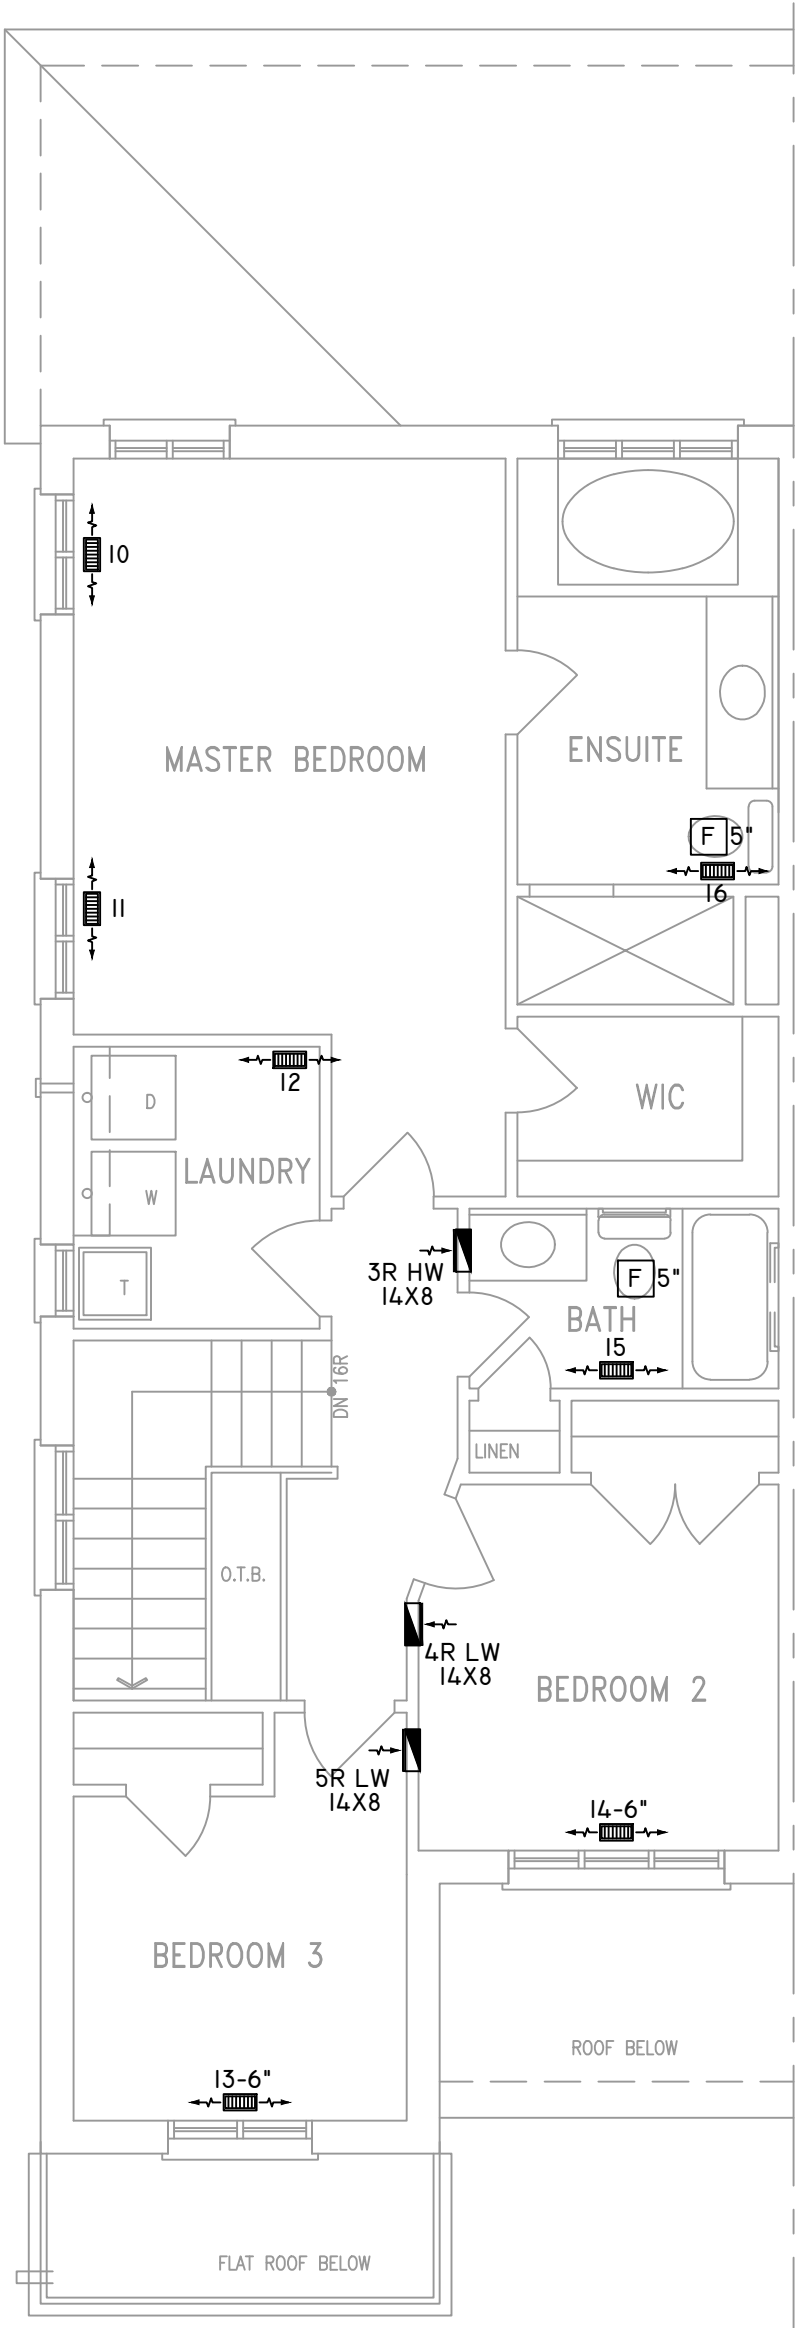 10
MASTER BEDROOM
ENSUITE
F 5"
16
11
12
D
WIC
LAUNDRY
W
3R HW
14X8
T
F 5"
BATH
15
DN 16R
LINEN
O.T.B.
4R LW
14X8
BEDROOM 2
5R LW
14X8
14-6"
BEDROOM 3
ROOF BELOW
13-6"
FLAT ROOF BELOW